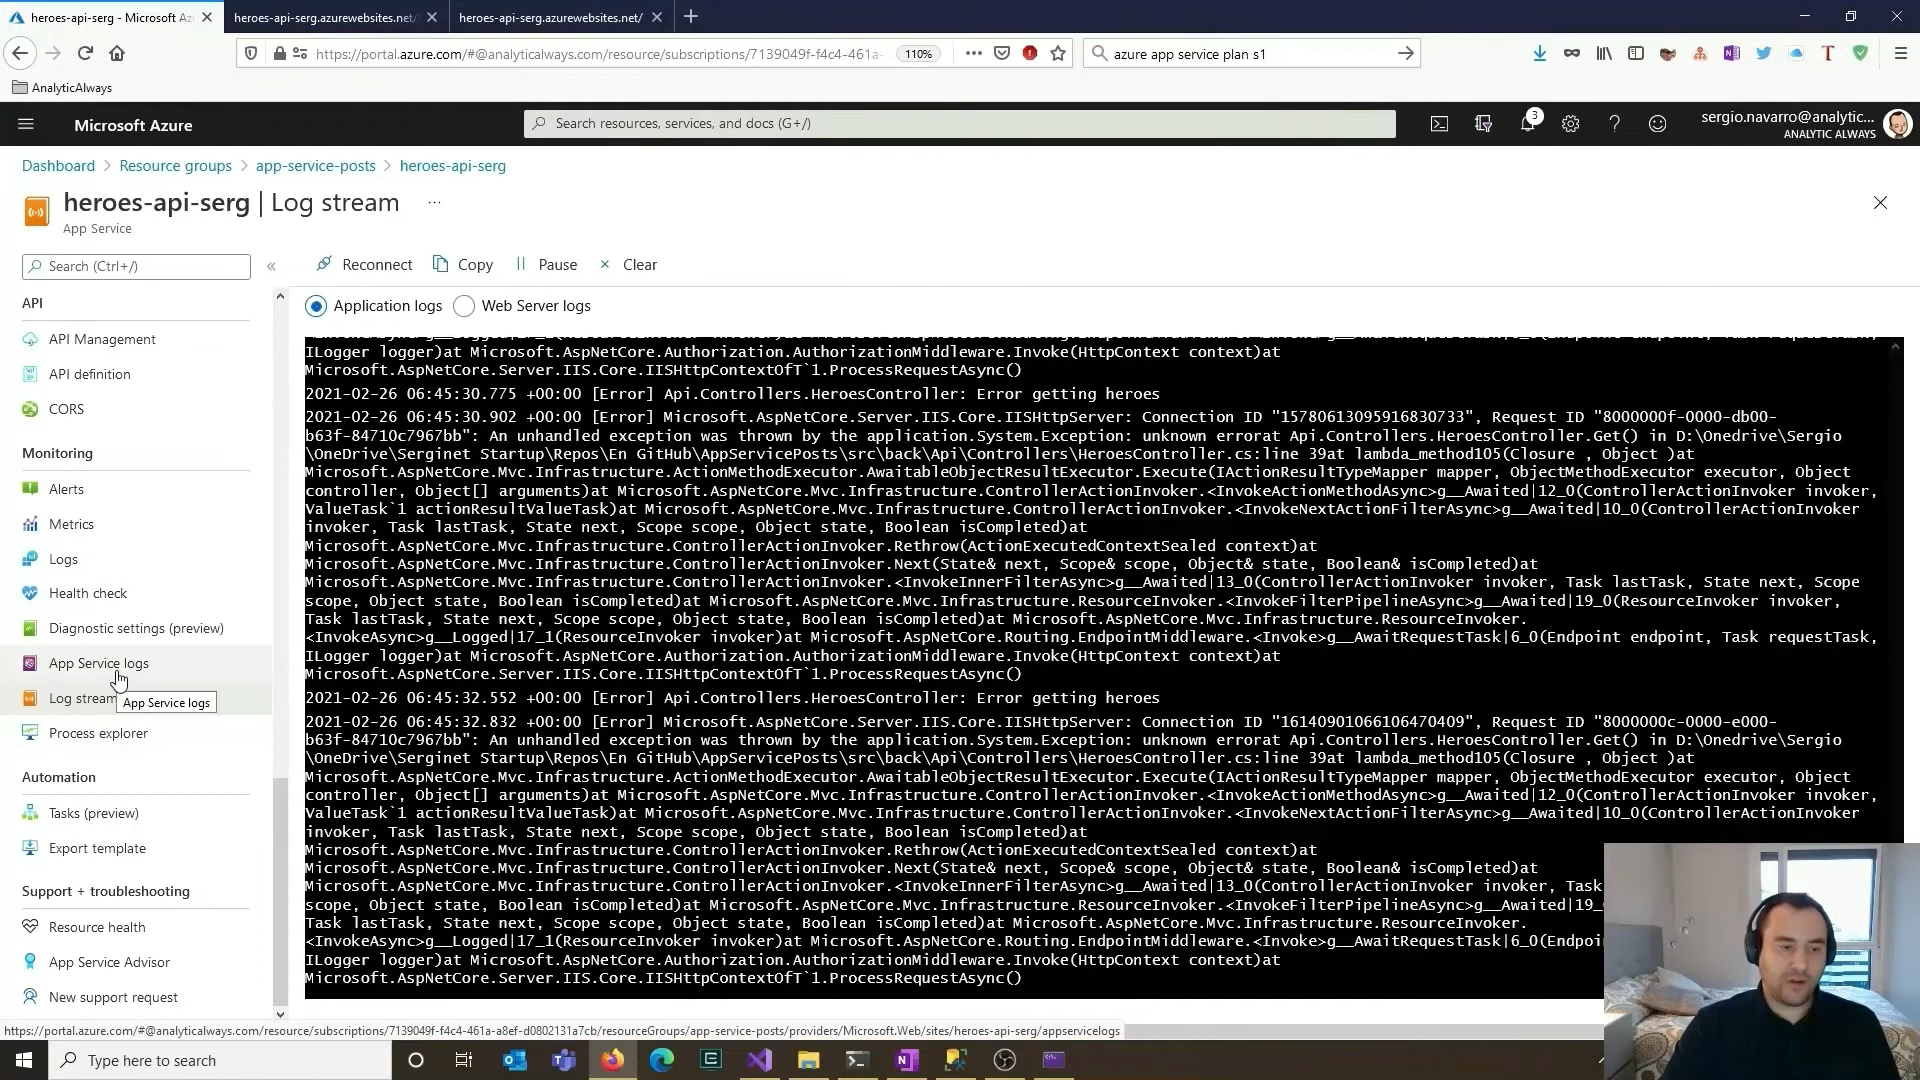 heroes-api-serg - Microsoft Az
heroes-api-serg.azurewebsites.net/
heroes-api-serg.azurewebsites.net/
https://portal.azure.com/#@analyticalways.com/resource/subscriptions/7139049f-f4c4-461a-
110%
azure app service plan s1
AnalyticAlways
Microsoft Azure
Search resources, services, and docs (G+/)
3
sergio.navarro@analytic...
ANALYTIC ALWAYS
Dashboard > Resource groups > app-service-posts > heroes-api-serg
heroes-api-serg | Log stream ...
App Service
Search (Ctrl+/)
Reconnect Copy Pause Clear
Application logs Web Server logs
API
API Management
API definition
CORS
Monitoring
Alerts
Metrics
Logs
Health check
Diagnostic settings (preview)
App Service logs
Log stream
App Service logs
Process explorer
Automation
Tasks (preview)
Export template
Support + troubleshooting
Resource health
App Service Advisor
New support request
ILogger logger)at Microsoft.AspNetCore.Authorization.AuthorizationMiddleware.Invoke(HttpContext context)at
Microsoft.AspNetCore.Server.IIS.Core.IISHttpContextOfT`1.ProcessRequestAsync()
2021-02-26 06:45:30.775 +00:00 [Error] Api.Controllers.HeroesController: Error getting heroes
2021-02-26 06:45:30.902 +00:00 [Error] Microsoft.AspNetCore.Server.IIS.Core.IISHttpServer: Connection ID "15780613095916830733", Request ID "8000000f-0000-db00-
b63f-84710c7967bb": An unhandled exception was thrown by the application.System.Exception: unknown errorat Api.Controllers.HeroesController.Get() in D:\Onedrive\Sergio
\OneDrive\Serginet Startup\Repos\En GitHub\AppServicePosts\src\back\Api\Controllers\HeroesController.cs:line 39at lambda_method105(Closure , Object )at
Microsoft.AspNetCore.Mvc.Infrastructure.ActionMethodExecutor.AwaitableObjectResultExecutor.Execute(IActionResultTypeMapper mapper, ObjectMethodExecutor executor, Object
controller, Object[] arguments)at Microsoft.AspNetCore.Mvc.Infrastructure.ControllerActionInvoker.<InvokeActionMethodAsync>g__Awaited|12_0(ControllerActionInvoker invoker,
ValueTask`1 actionResultValueTask)at Microsoft.AspNetCore.Mvc.Infrastructure.ControllerActionInvoker.<InvokeNextActionFilterAsync>g__Awaited|10_0(ControllerActionInvoker
invoker, Task lastTask, State next, Scope scope, Object state, Boolean isCompleted)at
Microsoft.AspNetCore.Mvc.Infrastructure.ControllerActionInvoker.Rethrow(ActionExecutedContextSealed context)at
Microsoft.AspNetCore.Mvc.Infrastructure.ControllerActionInvoker.Next(State& next, Scope& scope, Object& state, Boolean& isCompleted)at
Microsoft.AspNetCore.Mvc.Infrastructure.ControllerActionInvoker.<InvokeInnerFilterAsync>g__Awaited|13_0(ControllerActionInvoker invoker, Task lastTask, State next, Scope
scope, Object state, Boolean isCompleted)at Microsoft.AspNetCore.Mvc.Infrastructure.ResourceInvoker.<InvokeFilterPipelineAsync>g__Awaited|19_0(ResourceInvoker invoker,
Task lastTask, State next, Scope scope, Object state, Boolean isCompleted)at Microsoft.AspNetCore.Mvc.Infrastructure.ResourceInvoker.
<InvokeAsync>g__Logged|17_1(ResourceInvoker invoker)at Microsoft.AspNetCore.Routing.EndpointMiddleware.<Invoke>g__AwaitRequestTask|6_0(Endpoint endpoint, Task requestTask,
ILogger logger)at Microsoft.AspNetCore.Authorization.AuthorizationMiddleware.Invoke(HttpContext context)at
Microsoft.AspNetCore.Server.IIS.Core.IISHttpContextOfT`1.ProcessRequestAsync()
2021-02-26 06:45:32.552 +00:00 [Error] Api.Controllers.HeroesController: Error getting heroes
2021-02-26 06:45:32.832 +00:00 [Error] Microsoft.AspNetCore.Server.IIS.Core.IISHttpServer: Connection ID "16140901066106470409", Request ID "8000000c-0000-e000-
b63f-84710c7967bb": An unhandled exception was thrown by the application.System.Exception: unknown errorat Api.Controllers.HeroesController.Get() in D:\Onedrive\Sergio
\OneDrive\Serginet Startup\Repos\En GitHub\AppServicePosts\src\back\Api\Controllers\HeroesController.cs:line 39at lambda_method105(Closure , Object )at
Microsoft.AspNetCore.Mvc.Infrastructure.ActionMethodExecutor.AwaitableObjectResultExecutor.Execute(IActionResultTypeMapper mapper, ObjectMethodExecutor executor, Object
controller, Object[] arguments)at Microsoft.AspNetCore.Mvc.Infrastructure.ControllerActionInvoker.<InvokeActionMethodAsync>g__Awaited|12_0(ControllerActionInvoker invoker,
ValueTask`1 actionResultValueTask)at Microsoft.AspNetCore.Mvc.Infrastructure.ControllerActionInvoker.<InvokeNextActionFilterAsync>g__Awaited|10_0(ControllerActionInvoker
invoker, Task lastTask, State next, Scope scope, Object state, Boolean isCompleted)at
Microsoft.AspNetCore.Mvc.Infrastructure.ControllerActionInvoker.Rethrow(ActionExecutedContextSealed context)at
Microsoft.AspNetCore.Mvc.Infrastructure.ControllerActionInvoker.Next(State& next, Scope& scope, Object& state, Boolean& isCompleted)at
Microsoft.AspNetCore.Mvc.Infrastructure.ControllerActionInvoker.<InvokeInnerFilterAsync>g__Awaited|13_0(ControllerActionInvoker invoker, Task
scope, Object state, Boolean isCompleted)at Microsoft.AspNetCore.Mvc.Infrastructure.ResourceInvoker.<InvokeFilterPipelineAsync>g__Awaited|19_
Task lastTask, State next, Scope scope, Object state, Boolean isCompleted)at Microsoft.AspNetCore.Mvc.Infrastructure.ResourceInvoker.
<InvokeAsync>g__Logged|17_1(ResourceInvoker invoker)at Microsoft.AspNetCore.Routing.EndpointMiddleware.<Invoke>g__AwaitRequestTask|6_0(Endpoi
ILogger logger)at Microsoft.AspNetCore.Authorization.AuthorizationMiddleware.Invoke(HttpContext context)at
Microsoft.AspNetCore.Server.IIS.Core.IISHttpContextOfT`1.ProcessRequestAsync()
https://portal.azure.com/#@analyticalways.com/resource/subscriptions/7139049f-f4c4-461a-a8ef-d0802131a7cb/resourceGroups/app-service-posts/providers/Microsoft.Web/sites/heroes-api-serg/appservicelogs
Type here to search